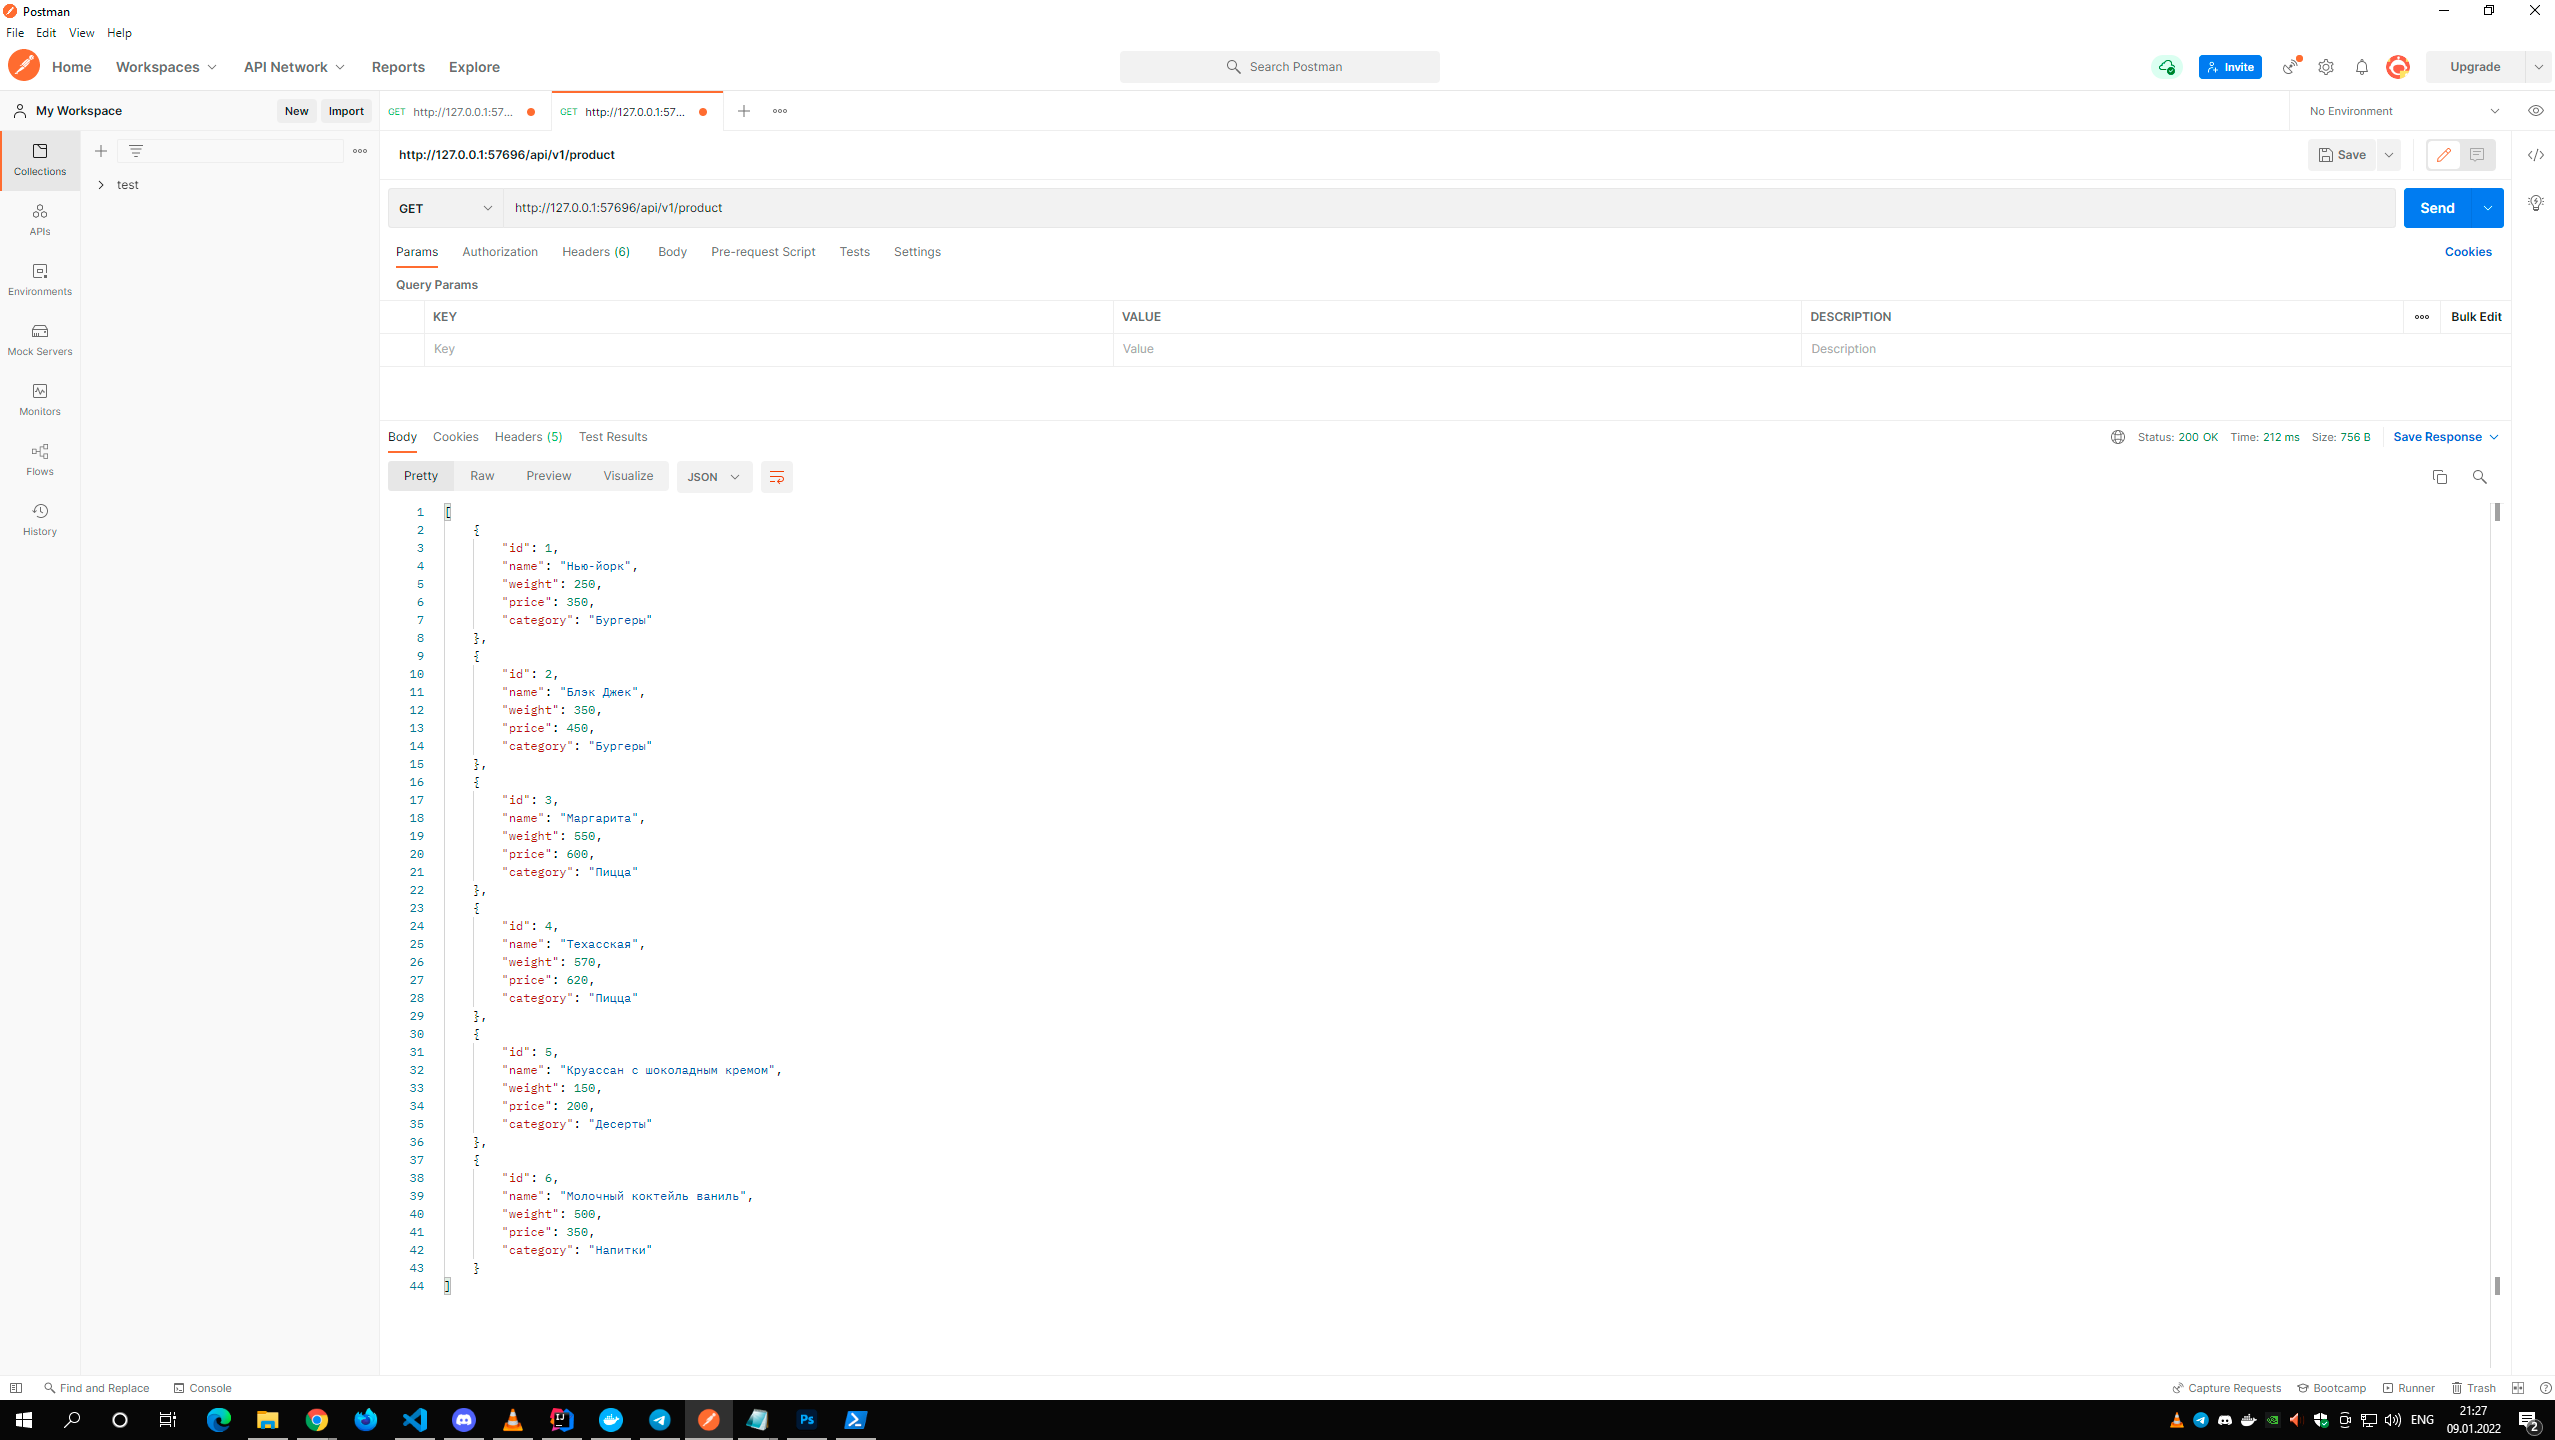 Postman
File Edit View Help
Home Workspaces API Network Reports Explore Search Postman Invite Upgrade
My Workspace New Import GET http://127.0.0.1:57... GET http://127.0.0.1:57... No Environment
Collections
APIs
Environments
Mock Servers
Monitors
Flows
History
test
http://127.0.0.1:57696/api/v1/product Save
GET http://127.0.0.1:57696/api/v1/product Send
Params Authorization Headers (6) Body Pre-request Script Tests Settings Cookies
Query Params
KEY VALUE DESCRIPTION Bulk Edit
Key Value Description
Body Cookies Headers (5) Test Results Status: 200 OK Time: 212 ms Size: 756 B Save Response
Pretty Raw Preview Visualize JSON
1 [
2 {
3 "id": 1,
4 "name": "Нью-йорк",
5 "weight": 250,
6 "price": 350,
7 "category": "Бургеры"
8 },
9 {
10 "id": 2,
11 "name": "Блэк Джек",
12 "weight": 350,
13 "price": 450,
14 "category": "Бургеры"
15 },
16 {
17 "id": 3,
18 "name": "Маргарита",
19 "weight": 550,
20 "price": 600,
21 "category": "Пицца"
22 },
23 {
24 "id": 4,
25 "name": "Техасская",
26 "weight": 570,
27 "price": 620,
28 "category": "Пицца"
29 },
30 {
31 "id": 5,
32 "name": "Круассан с шоколадным кремом",
33 "weight": 150,
34 "price": 200,
35 "category": "Десерты"
36 },
37 {
38 "id": 6,
39 "name": "Молочный коктейль ваниль",
40 "weight": 500,
41 "price": 350,
42 "category": "Напитки"
43 }
44 ]
Find and Replace Console Capture Requests Bootcamp Runner Trash
Ps ENG 21:27
09.01.2022 2